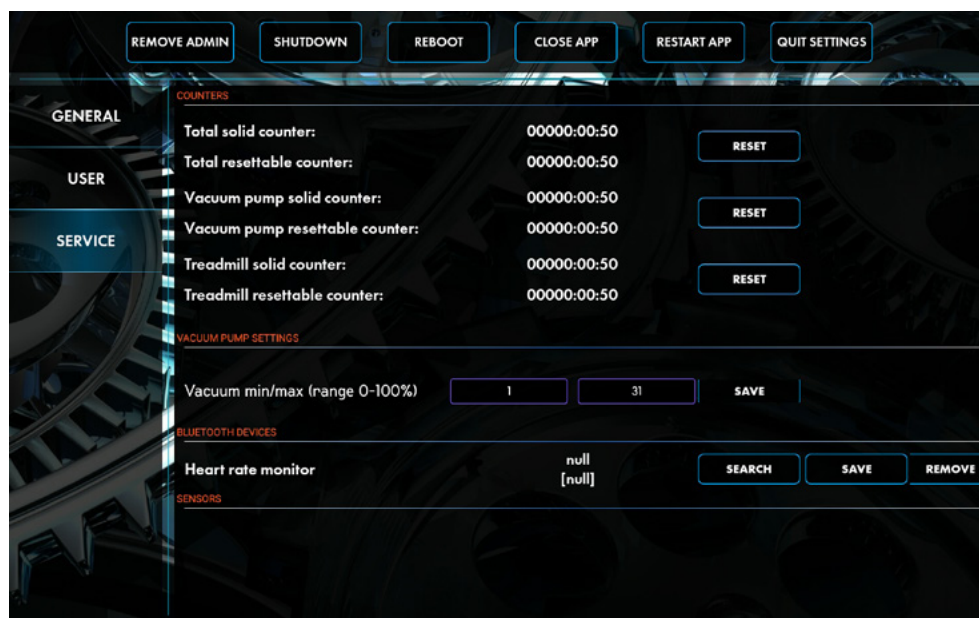 REMOVE ADMIN SHUTDOWN REBOOT CLOSE APP RESTART APP QUIT SETTINGS
GENERAL
USER
SERVICE
COUNTERS
Total solid counter: 00000:00:50
Total resettable counter: 00000:00:50
RESET
Vacuum pump solid counter: 00000:00:50
Vacuum pump resettable counter: 00000:00:50
RESET
Treadmill solid counter: 00000:00:50
Treadmill resettable counter: 00000:00:50
RESET
VACUUM PUMP SETTINGS
Vacuum min/max (range 0-100%) 1 31 SAVE
BLUETOOTH DEVICES
Heart rate monitor null [null] SEARCH SAVE REMOVE
SENSORS